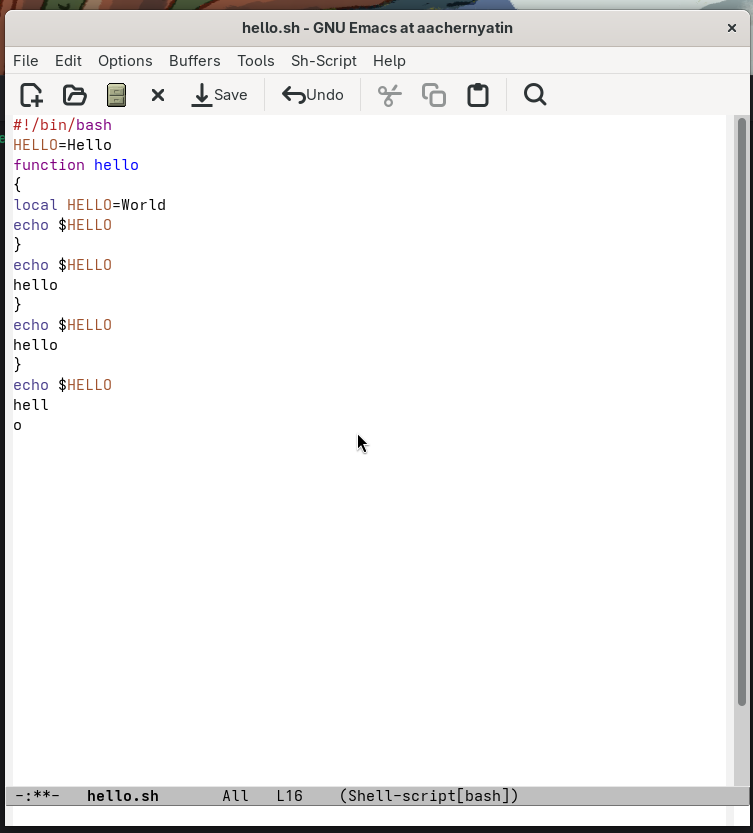 hello.sh - GNU Emacs at aachernyatin
File Edit Options Buffers Tools Sh-Script Help
Save Undo
#!/bin/bash
HELLO=Hello
function hello
{
local HELLO=World
echo $HELLO
}
echo $HELLO
hello
}
echo $HELLO
hello
}
echo $HELLO
hell
o
-:**- hello.sh All L16 (Shell-script[bash])